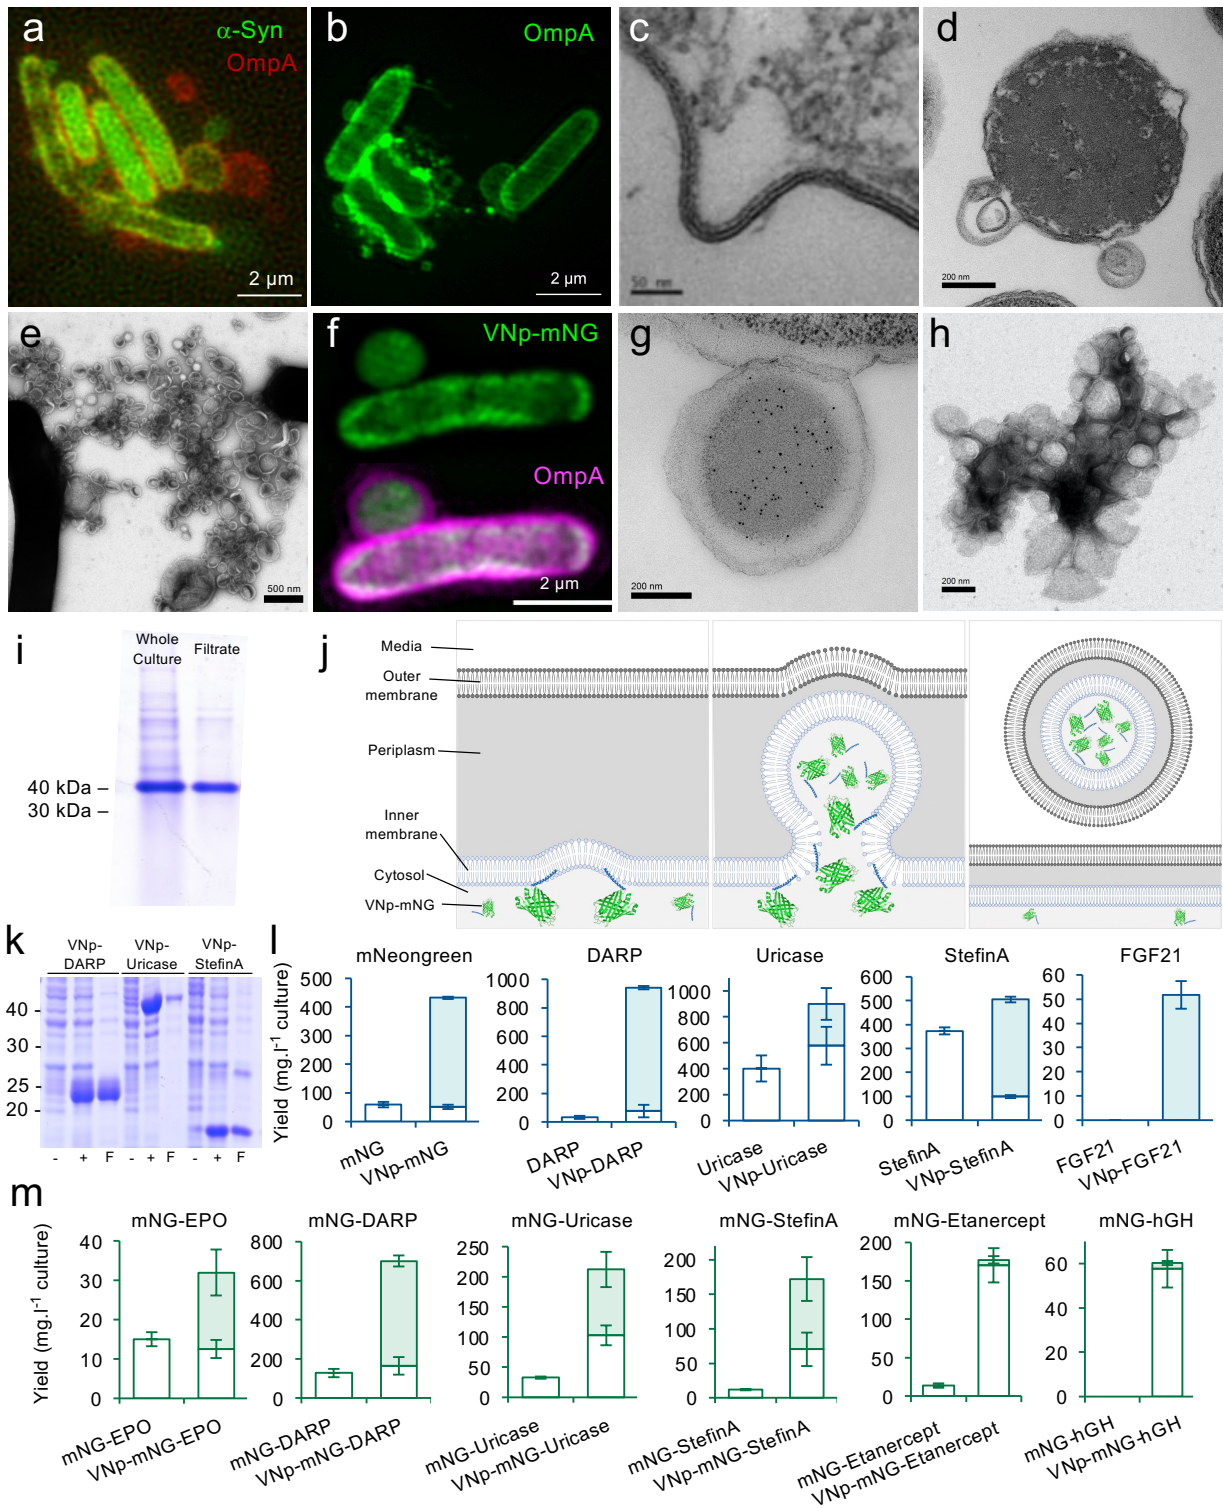 a
α-Syn
OmpA
2 μm
b
OmpA
2 μm
c
50 nm
d
200 nm
e
500 nm
f
VNp-mNG
OmpA
2 μm
g
200 nm
h
200 nm
i
Whole
Culture
Filtrate
40 kDa –
30 kDa –
j
Media
Outer
membrane
Periplasm
Inner
membrane
Cytosol
VNp-mNG
k
VNp-
DARP
VNp-
Uricase
VNp-
StefinA
40 -
30 -
25 -
20 -
- + F - + F - + F
l
Yield (mg.l-1 culture)
mNeongreen
500
400
300
200
100
0
mNG
VNp-mNG
DARP
1000
800
600
400
200
0
DARP
VNp-DARP
Uricase
1000
800
600
400
200
0
Uricase
VNp-Uricase
StefinA
600
500
400
300
200
100
0
StefinA
VNp-StefinA
FGF21
60
50
40
30
20
10
0
FGF21
VNp-FGF21
m
Yield (mg.l-1 culture)
mNG-EPO
40
30
20
10
0
mNG-EPO
VNp-mNG-EPO
mNG-DARP
800
600
400
200
0
mNG-DARP
VNp-mNG-DARP
mNG-Uricase
250
200
150
100
50
0
mNG-Uricase
VNp-mNG-Uricase
mNG-StefinA
200
150
100
50
0
mNG-StefinA
VNp-mNG-StefinA
mNG-Etanercept
200
150
100
50
0
mNG-Etanercept
VNp-mNG-Etanercept
mNG-hGH
60
40
20
0
mNG-hGH
VNp-mNG-hGH